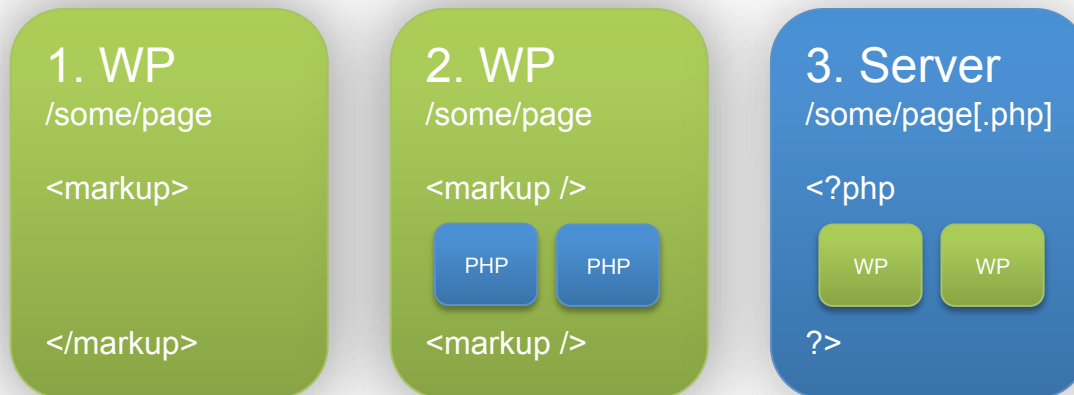 1. WP
/some/page
<markup>
</markup>
2. WP
/some/page
<markup />
PHP PHP
<markup />
3. Server
/some/page[.php]
<?php
WP WP
?>